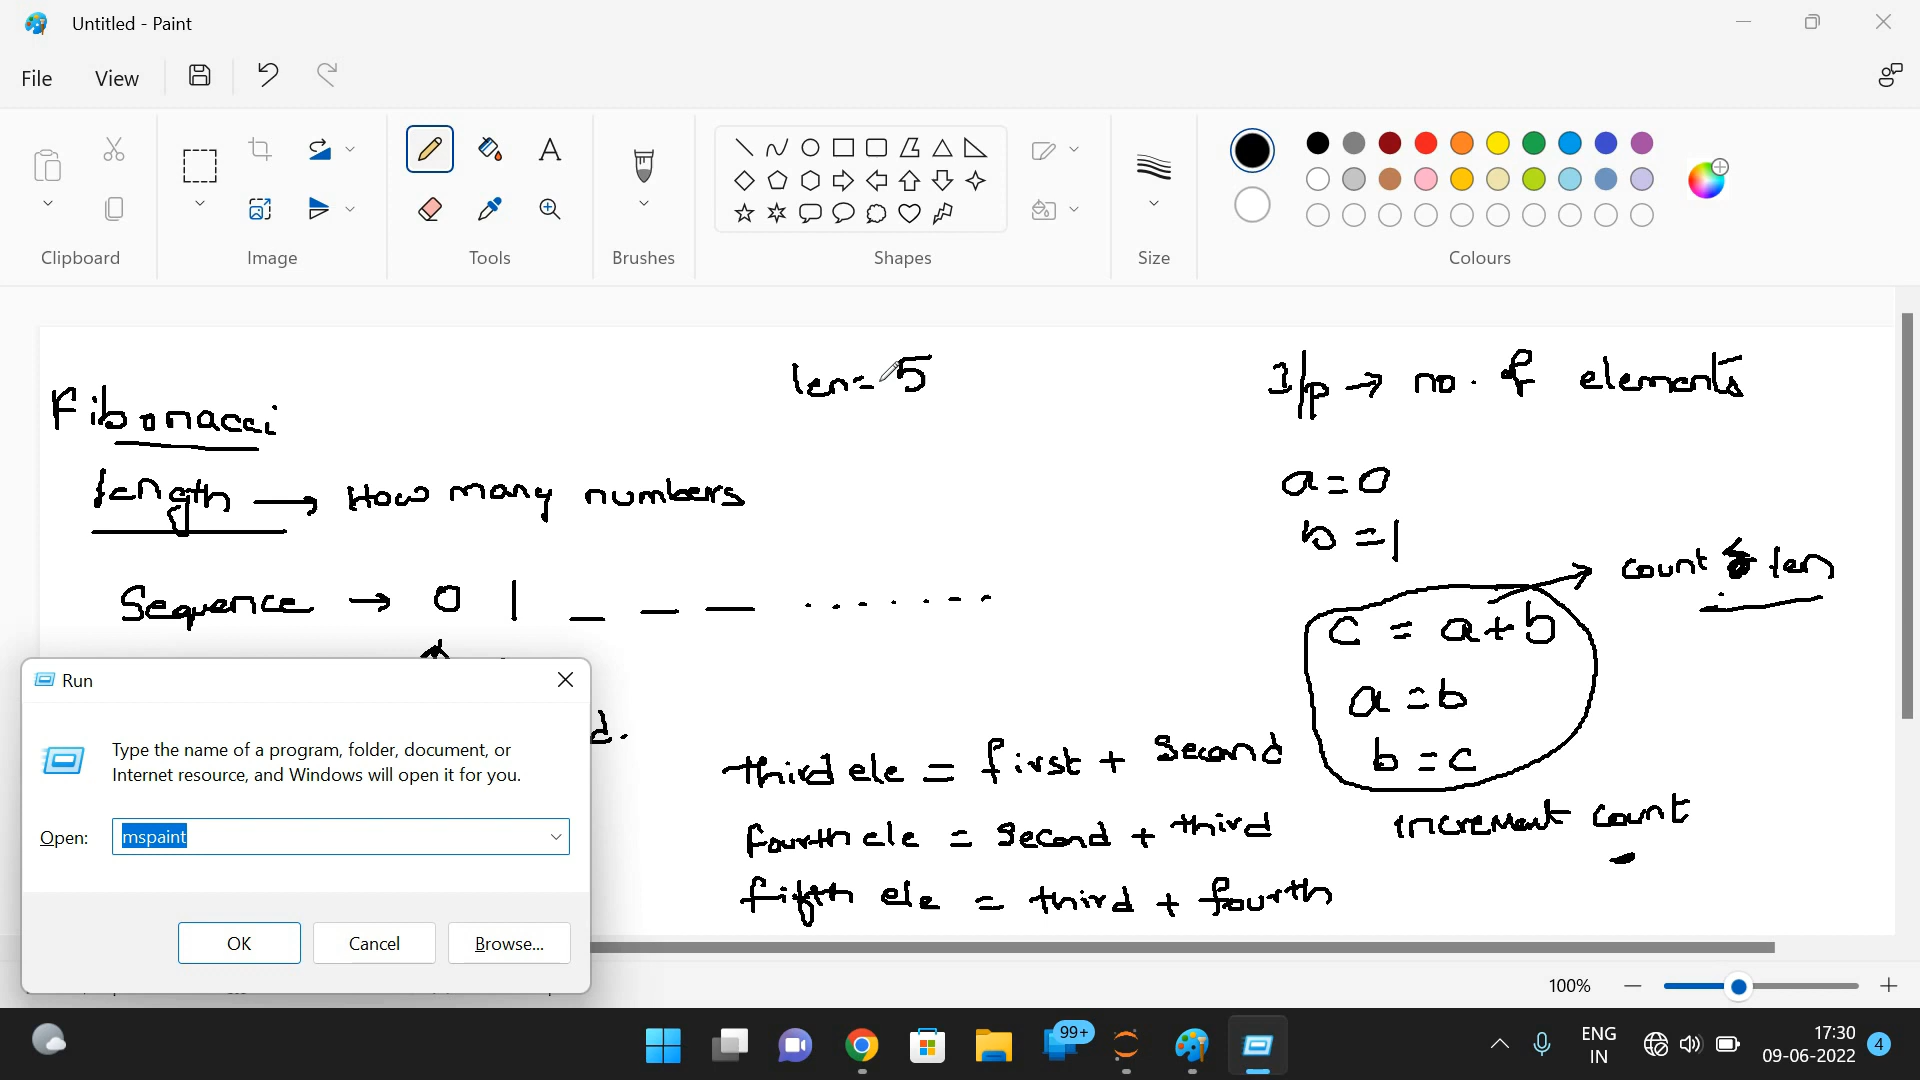 Untitled - Paint
File View
Clipboard Image Tools Brushes Shapes Size Colours
len=5
I/p → no. of elements
Fibonacci
length → How many numbers
a=0
b=1
count len
Sequence → 0 1 _ _ _ ........
c = a+b
a=b
b=c
d.
third ele = first + second
increment count
fourth ele = second + third
fifth ele = third + fourth
Run
Type the name of a program, folder, document, or
Internet resource, and Windows will open it for you.
Open: mspaint
OK Cancel Browse...
100%
99+
ENG
IN
17:30
09-06-2022
4